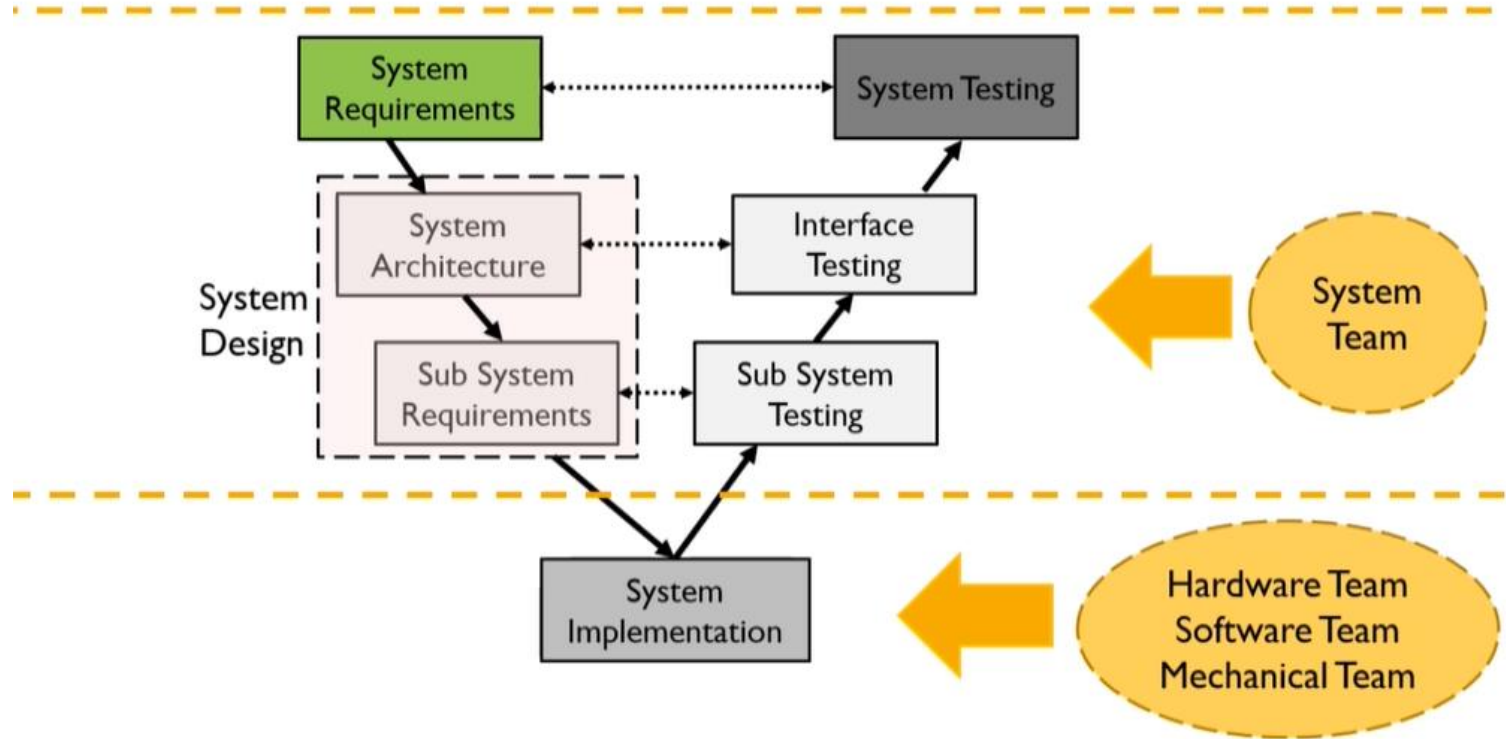 System
Requirements
System Testing
System
Architecture
Interface
Testing
System
Design
Sub System
Requirements
Sub System
Testing
System
Team
System
Implementation
Hardware Team
Software Team
Mechanical Team